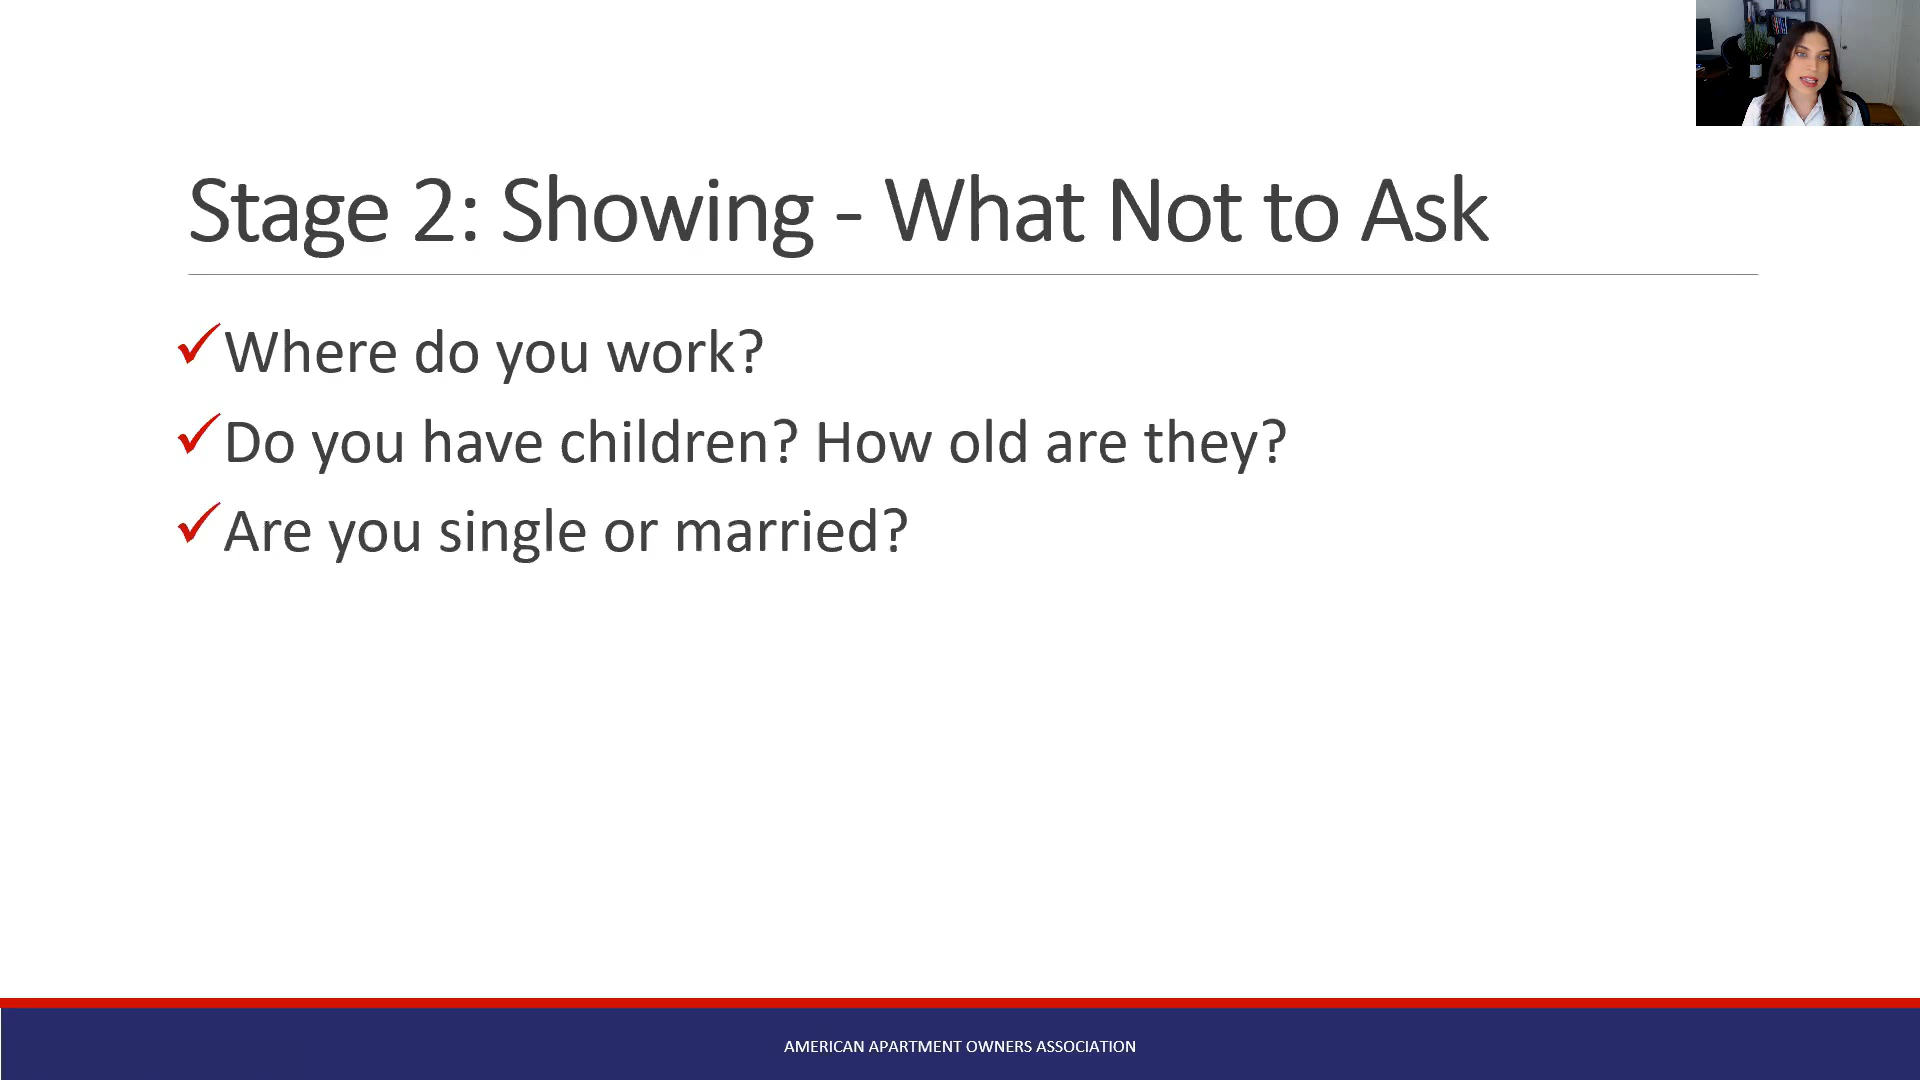 Stage 2: Showing - What Not to Ask
Where do you work?
Do you have children? How old are they?
Are you single or married?
AMERICAN APARTMENT OWNERS ASSOCIATION